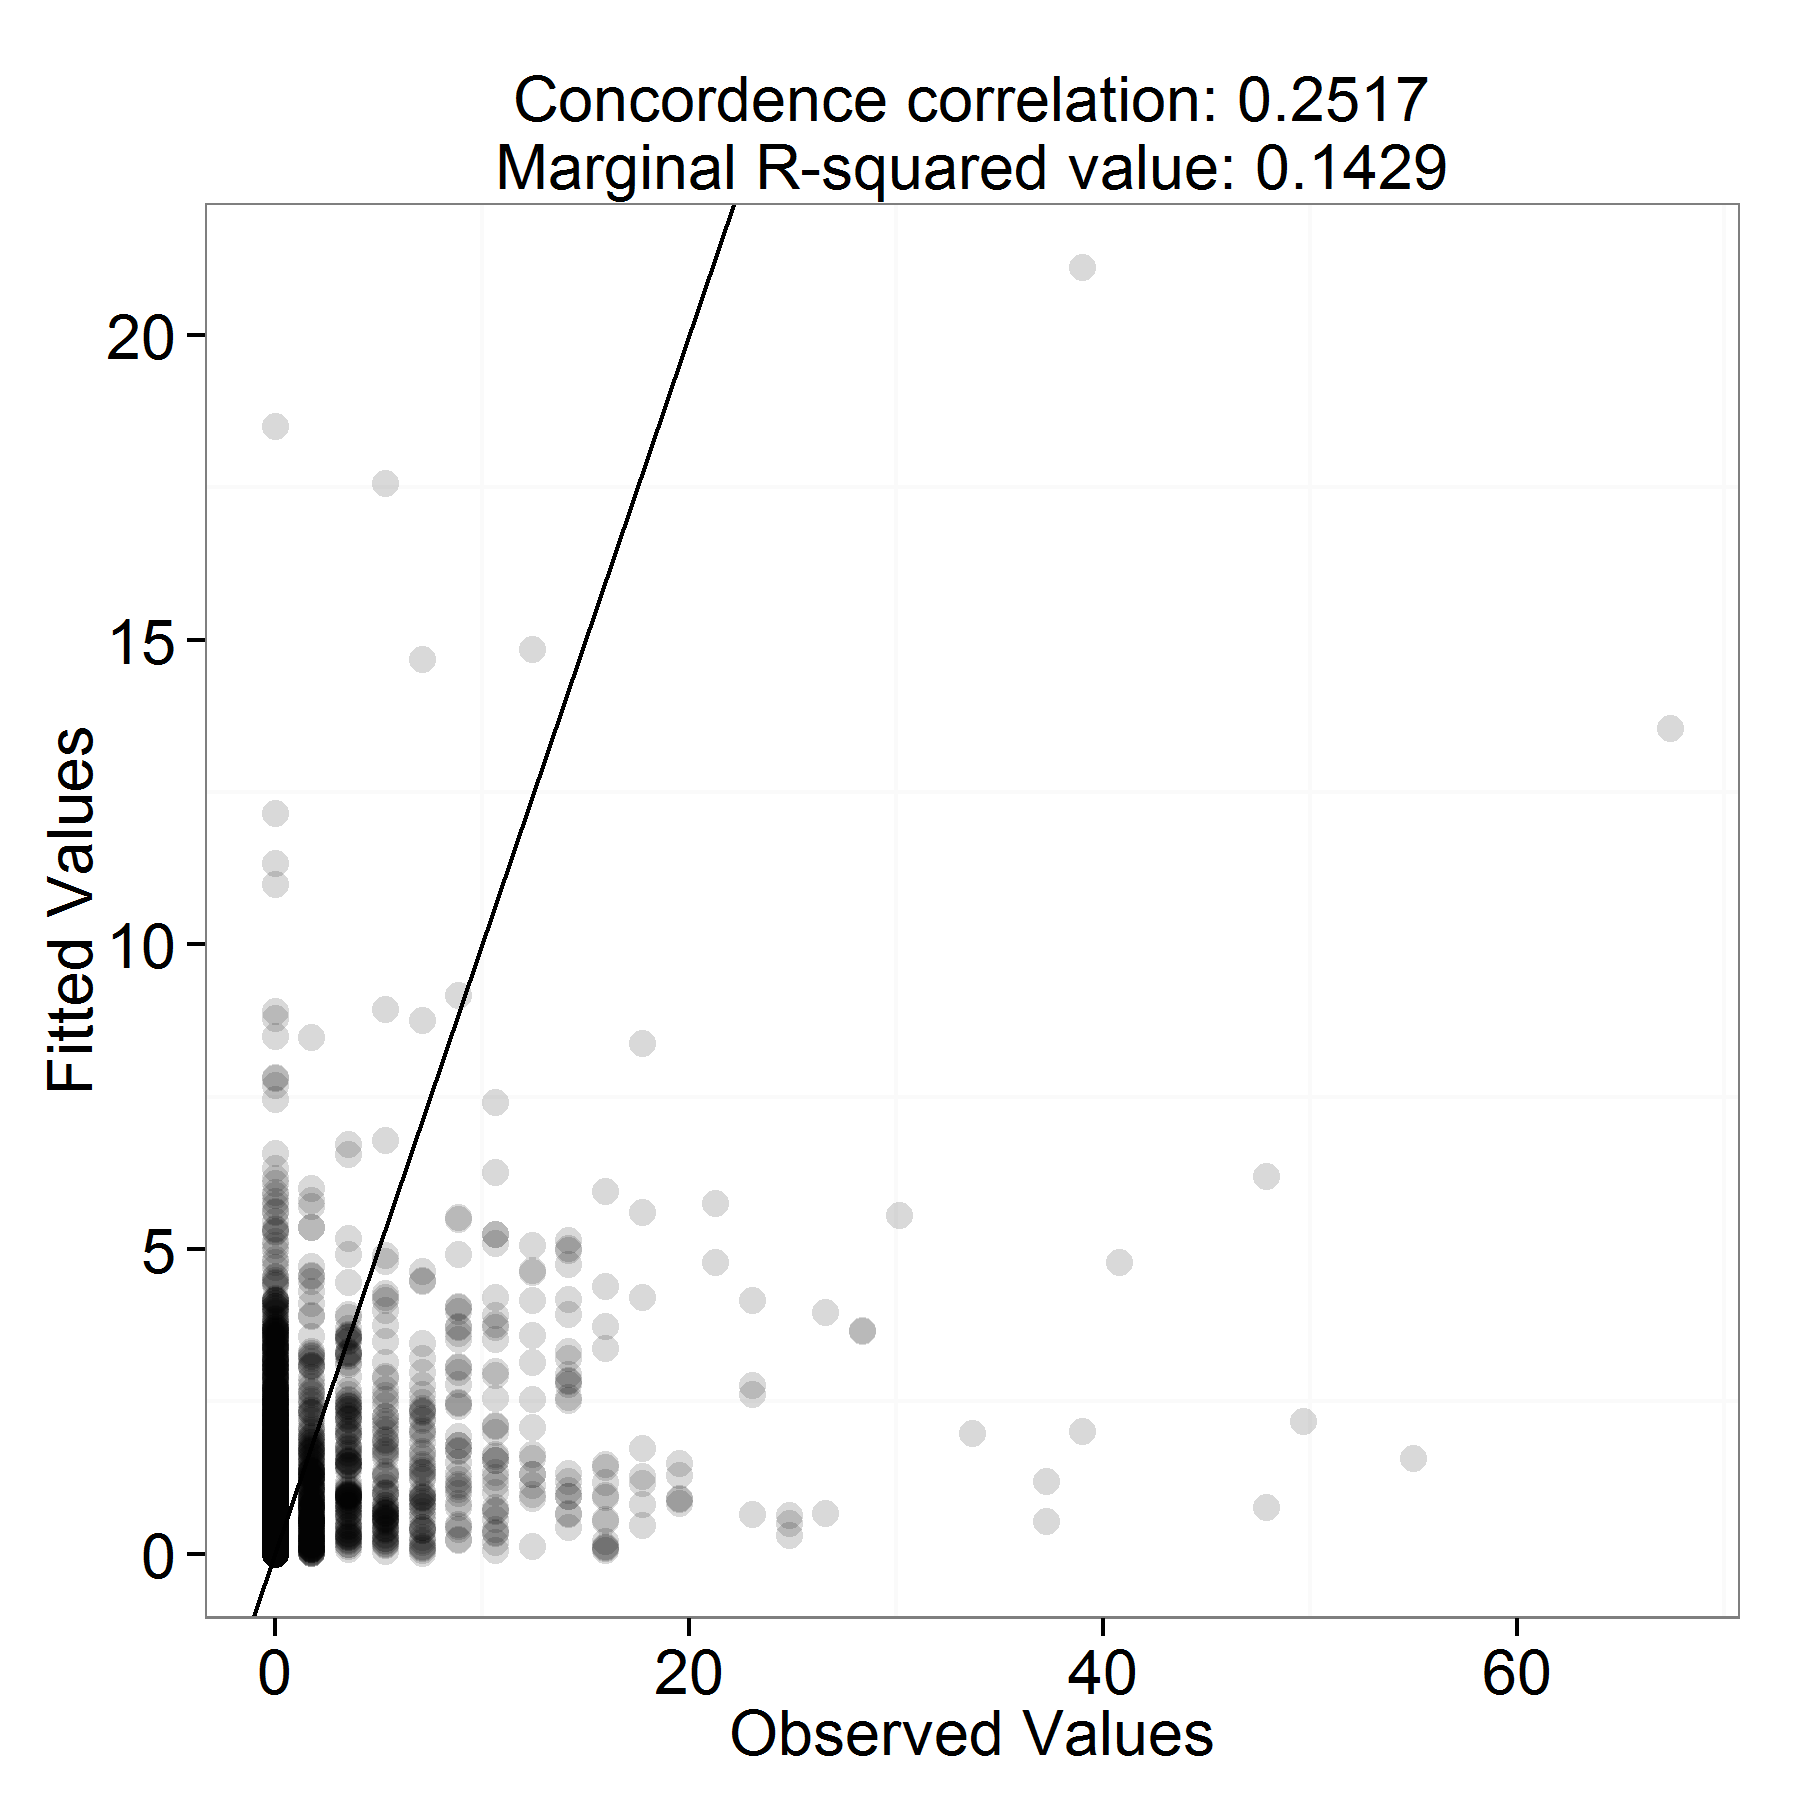 Concordence correlation: 0.2517
Marginal R-squared value: 0.1429
Fitted Values
20
15
10
5
0
0 20 40 60
Observed Values